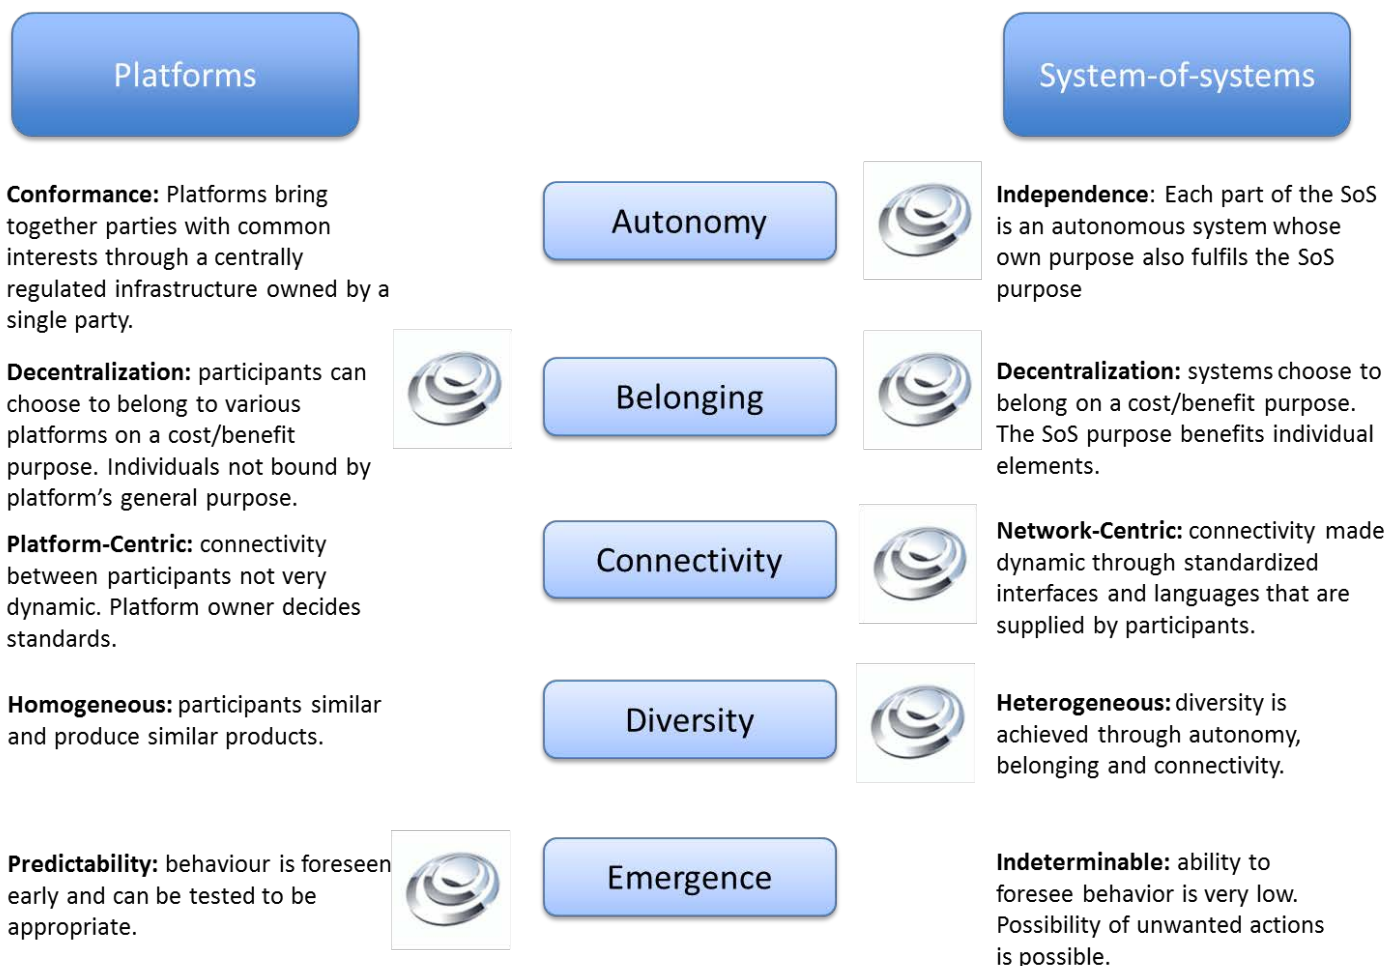 Platforms
System-of-systems
Conformance: Platforms bring
together parties with common
interests through a centrally
regulated infrastructure owned by a
single party.
Autonomy
Independence: Each part of the SoS
is an autonomous system whose
own purpose also fulfils the SoS
purpose
Decentralization: participants can
choose to belong to various
platforms on a cost/benefit
purpose. Individuals not bound by
platform's general purpose.
Belonging
Decentralization: systems choose to
belong on a cost/benefit purpose.
The SoS purpose benefits individual
elements.
Platform-Centric: connectivity
between participants not very
dynamic. Platform owner decides
standards.
Connectivity
Network-Centric: connectivity made
dynamic through standardized
interfaces and languages that are
supplied by participants.
Homogeneous: participants similar
and produce similar products.
Diversity
Heterogeneous: diversity is
achieved through autonomy,
belonging and connectivity.
Predictability: behaviour is foreseen
early and can be tested to be
appropriate.
Emergence
Indeterminable: ability to
foresee behavior is very low.
Possibility of unwanted actions
is possible.